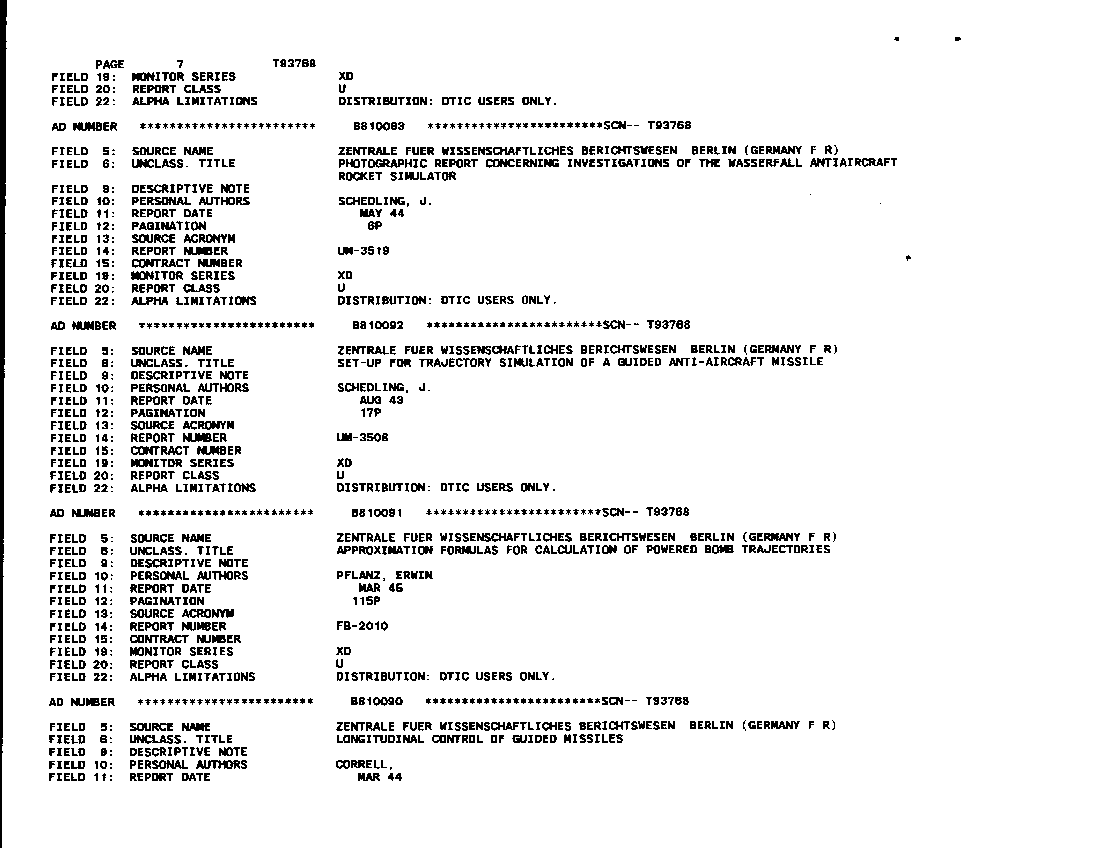 PAGE 7 T93768
FIELD 19: MONITOR SERIES XD
FIELD 20: REPORT CLASS U
FIELD 22: ALPHA LIMITATIONS DISTRIBUTION: DTIC USERS ONLY.
AD NUMBER ************************ B810083 ************************SCN-- T93768
FIELD 5: SOURCE NAME ZENTRALE FUER WISSENSCHAFTLICHES BERICHTSWESEN BERLIN (GERMANY F R)
FIELD 6: UNCLASS. TITLE PHOTOGRAPHIC REPORT CONCERNING INVESTIGATIONS OF THE WASSERFALL ANTIAIRCRAFT
ROCKET SIMULATOR
FIELD 9: DESCRIPTIVE NOTE
FIELD 10: PERSONAL AUTHORS SCHEDLING, J.
FIELD 11: REPORT DATE MAY 44
FIELD 12: PAGINATION 6P
FIELD 13: SOURCE ACRONYM
FIELD 14: REPORT NUMBER UM-3519
FIELD 15: CONTRACT NUMBER
FIELD 19: MONITOR SERIES XD
FIELD 20: REPORT CLASS U
FIELD 22: ALPHA LIMITATIONS DISTRIBUTION: DTIC USERS ONLY.
AD NUMBER ************************ B810092 ************************SCN-- T93768
FIELD 5: SOURCE NAME ZENTRALE FUER WISSENSCHAFTLICHES BERICHTSWESEN BERLIN (GERMANY F R)
FIELD 6: UNCLASS. TITLE SET-UP FOR TRAJECTORY SIMULATION OF A GUIDED ANTI-AIRCRAFT MISSILE
FIELD 9: DESCRIPTIVE NOTE
FIELD 10: PERSONAL AUTHORS SCHEDLING, J.
FIELD 11: REPORT DATE AUG 43
FIELD 12: PAGINATION 17P
FIELD 13: SOURCE ACRONYM
FIELD 14: REPORT NUMBER UM-3508
FIELD 15: CONTRACT NUMBER
FIELD 19: MONITOR SERIES XD
FIELD 20: REPORT CLASS U
FIELD 22: ALPHA LIMITATIONS DISTRIBUTION: DTIC USERS ONLY.
AD NUMBER ************************ B810091 ************************SCN-- T93768
FIELD 5: SOURCE NAME ZENTRALE FUER WISSENSCHAFTLICHES BERICHTSWESEN BERLIN (GERMANY F R)
FIELD 6: UNCLASS. TITLE APPROXIMATION FORMULAS FOR CALCULATION OF POWERED BOMB TRAJECTORIES
FIELD 9: DESCRIPTIVE NOTE
FIELD 10: PERSONAL AUTHORS PFLANZ, ERWIN
FIELD 11: REPORT DATE MAR 45
FIELD 12: PAGINATION 115P
FIELD 13: SOURCE ACRONYM
FIELD 14: REPORT NUMBER FB-2010
FIELD 15: CONTRACT NUMBER
FIELD 19: MONITOR SERIES XD
FIELD 20: REPORT CLASS U
FIELD 22: ALPHA LIMITATIONS DISTRIBUTION: DTIC USERS ONLY.
AD NUMBER ************************ B810090 ************************SCN-- T93768
FIELD 5: SOURCE NAME ZENTRALE FUER WISSENSCHAFTLICHES BERICHTSWESEN BERLIN (GERMANY F R)
FIELD 6: UNCLASS. TITLE LONGITUDINAL CONTROL OF GUIDED MISSILES
FIELD 9: DESCRIPTIVE NOTE
FIELD 10: PERSONAL AUTHORS CORRELL,
FIELD 11: REPORT DATE MAR 44